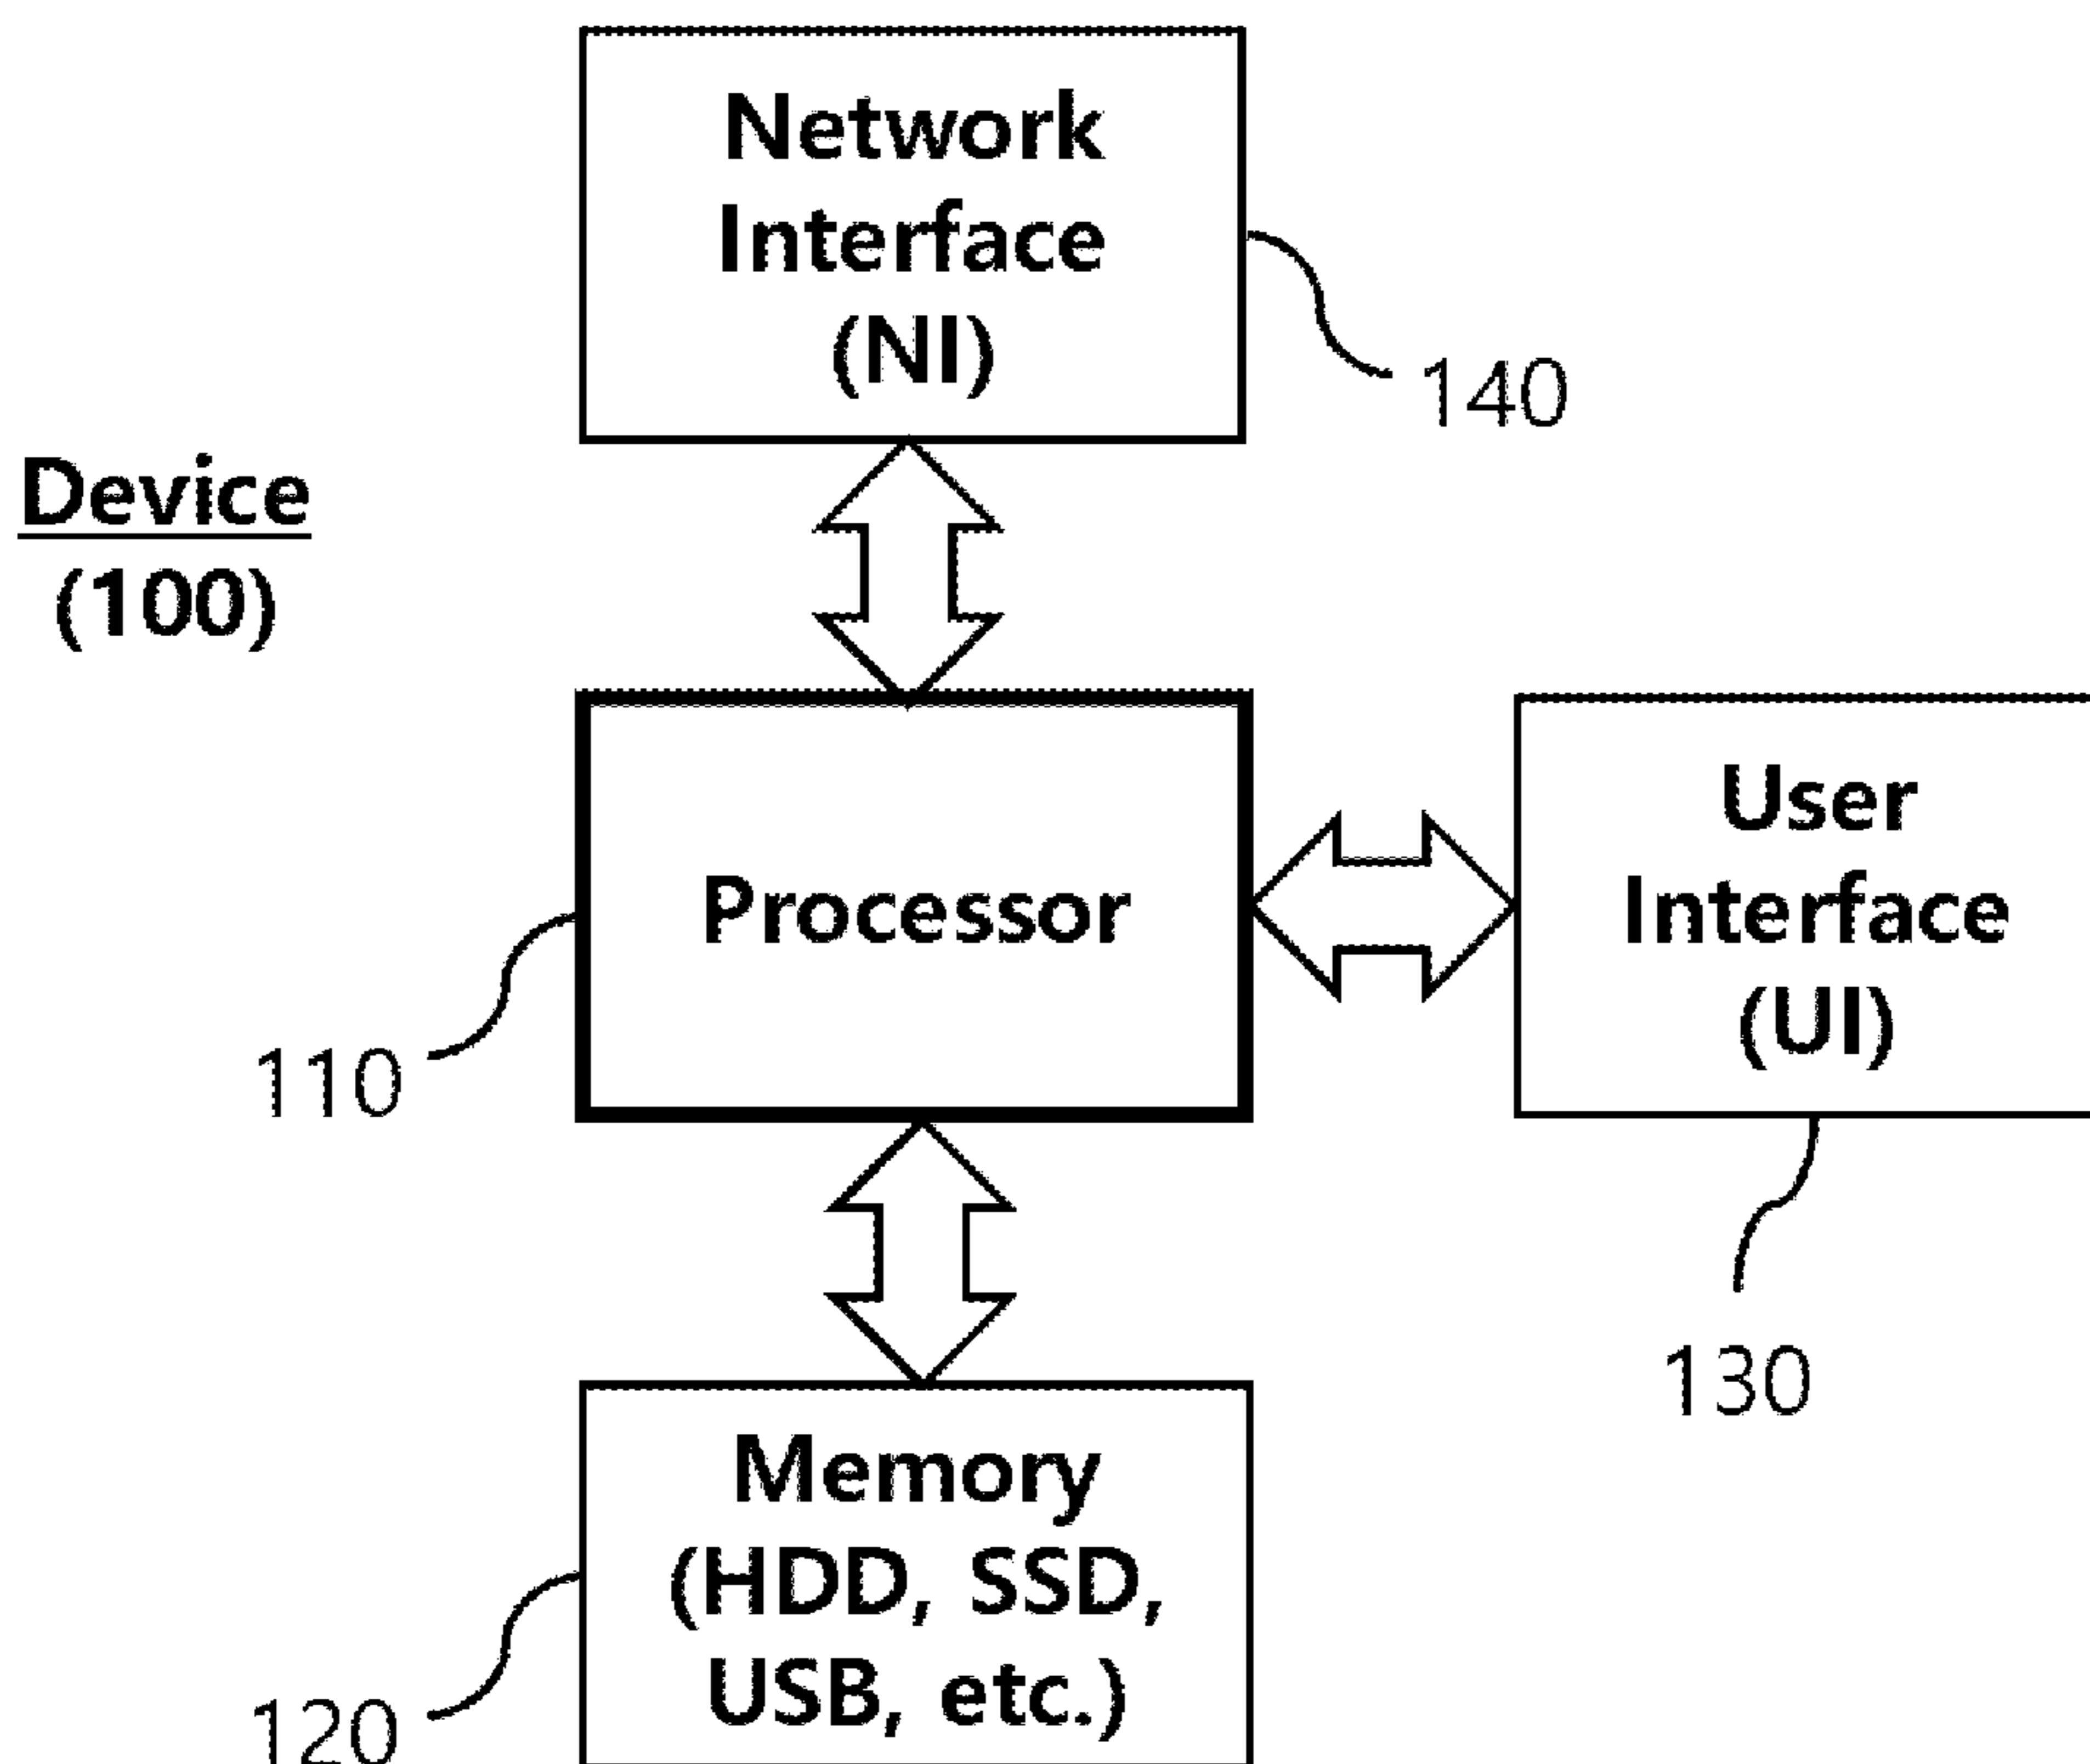 Network
Interface
(NI)
140
Device
(100)
Processor
110
User
Interface
(UI)
130
Memory
(HDD, SSD,
USB, etc.)
120